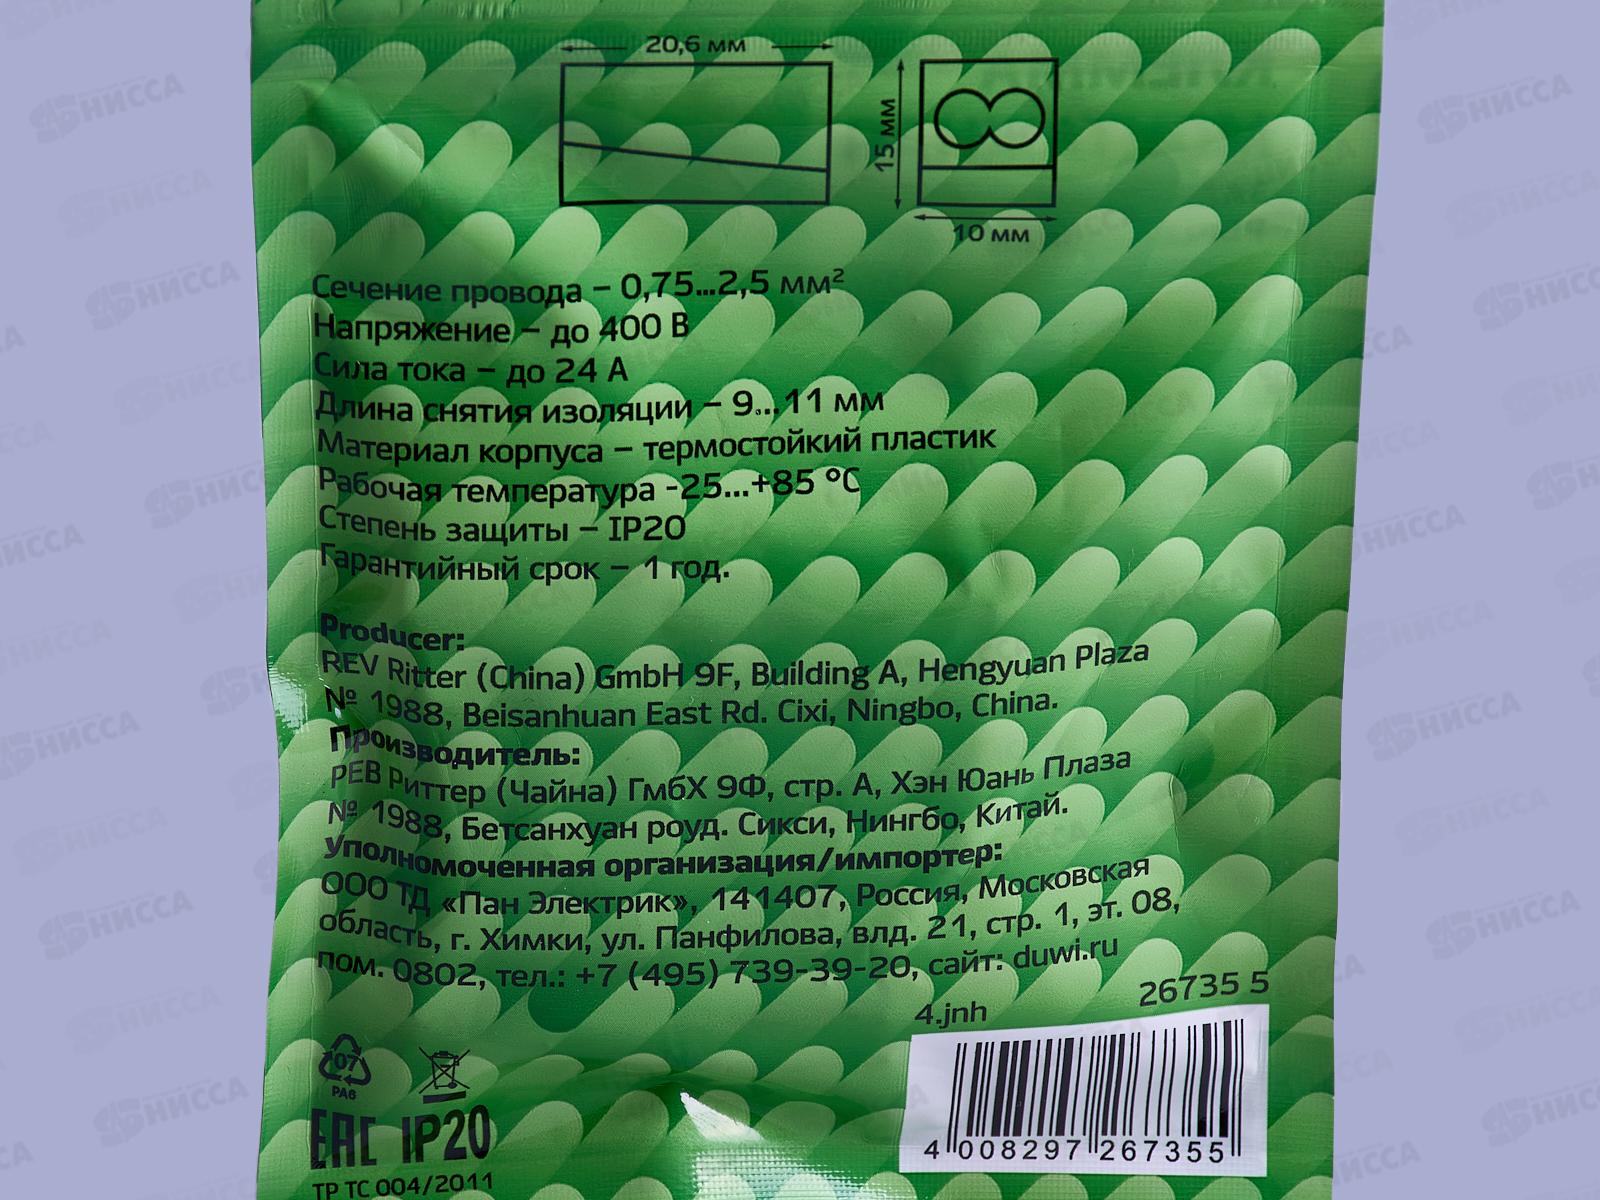 20,6 мм
15 мм
10 мм
Сечение провода – 0,75...2,5 мм²
Напряжение – до 400 В
Сила тока – до 24 А
Длина снятия изоляции – 9...11 мм
Материал корпуса – термостойкий пластик
Рабочая температура -25...+85 °С
Степень защиты – IP20
Гарантийный срок – 1 год.
Producer:
REV Ritter (China) GmbH 9F, Building A, Hengyuan Plaza
№ 1988, Beisanhuan East Rd. Cixi, Ningbo, China.
Производитель:
РЕВ Риттер (Чайна) ГмбХ 9Ф, стр. А, Хэн Юань Плаза
№ 1988, Бетсанхуан роуд. Сикси, Нингбо, Китай.
Уполномоченная организация/импортер:
ООО ТД «Пан Электрик», 141407, Россия, Московская
область, г. Химки, ул. Панфилова, влд. 21, стр. 1, эт. 08,
пом. 0802, тел.: +7 (495) 739-39-20, сайт: duwi.ru
4.jnh
26735 5
07
PA6
EAC IP20
ТР ТС 004/2011
4 008297 267355
НИССА